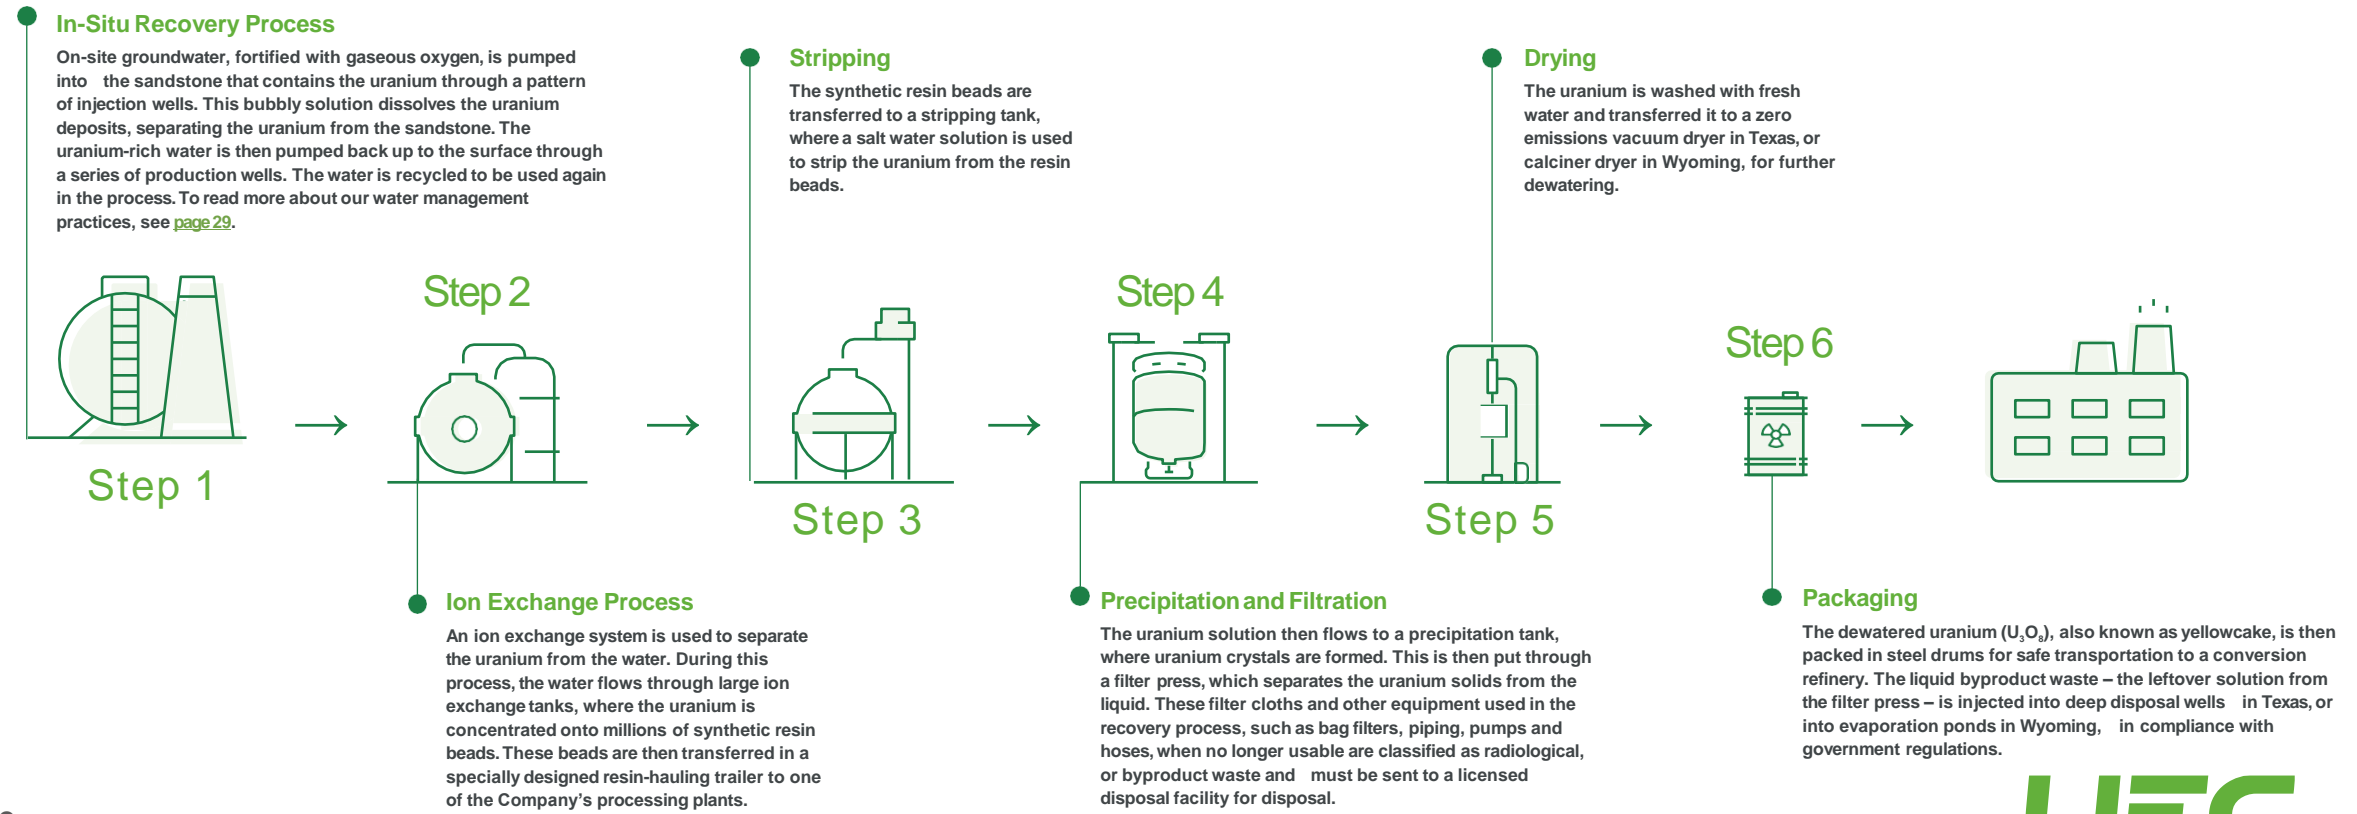 In-Situ Recovery Process
On-site groundwater, fortified with gaseous oxygen, is pumped
into the sandstone that contains the uranium through a pattern
of injection wells. This bubbly solution dissolves the uranium
deposits, separating the uranium from the sandstone. The
uranium-rich water is then pumped back up to the surface through
a series of production wells. The water is recycled to be used again
in the process. To read more about our water management
practices, see page 29.
Stripping
The synthetic resin beads are
transferred to a stripping tank,
where a salt water solution is used
to strip the uranium from the resin
beads.
Drying
The uranium is washed with fresh
water and transferred it to a zero
emissions vacuum dryer in Texas, or
calciner dryer in Wyoming, for further
dewatering.
Step 1
Step 2
Step 3
Step 4
Step 5
Step 6
Ion Exchange Process
An ion exchange system is used to separate
the uranium from the water. During this
process, the water flows through large ion
exchange tanks, where the uranium is
concentrated onto millions of synthetic resin
beads. These beads are then transferred in a
specially designed resin-hauling trailer to one
of the Company's processing plants.
Precipitation and Filtration
The uranium solution then flows to a precipitation tank,
where uranium crystals are formed. This is then put through
a filter press, which separates the uranium solids from the
liquid. These filter cloths and other equipment used in the
recovery process, such as bag filters, piping, pumps and
hoses, when no longer usable are classified as radiological,
or byproduct waste and must be sent to a licensed
disposal facility for disposal.
Packaging
The dewatered uranium (U₃O₈), also known as yellowcake, is then
packed in steel drums for safe transportation to a conversion
refinery. The liquid byproduct waste – the leftover solution from
the filter press – is injected into deep disposal wells in Texas, or
into evaporation ponds in Wyoming, in compliance with
government regulations.